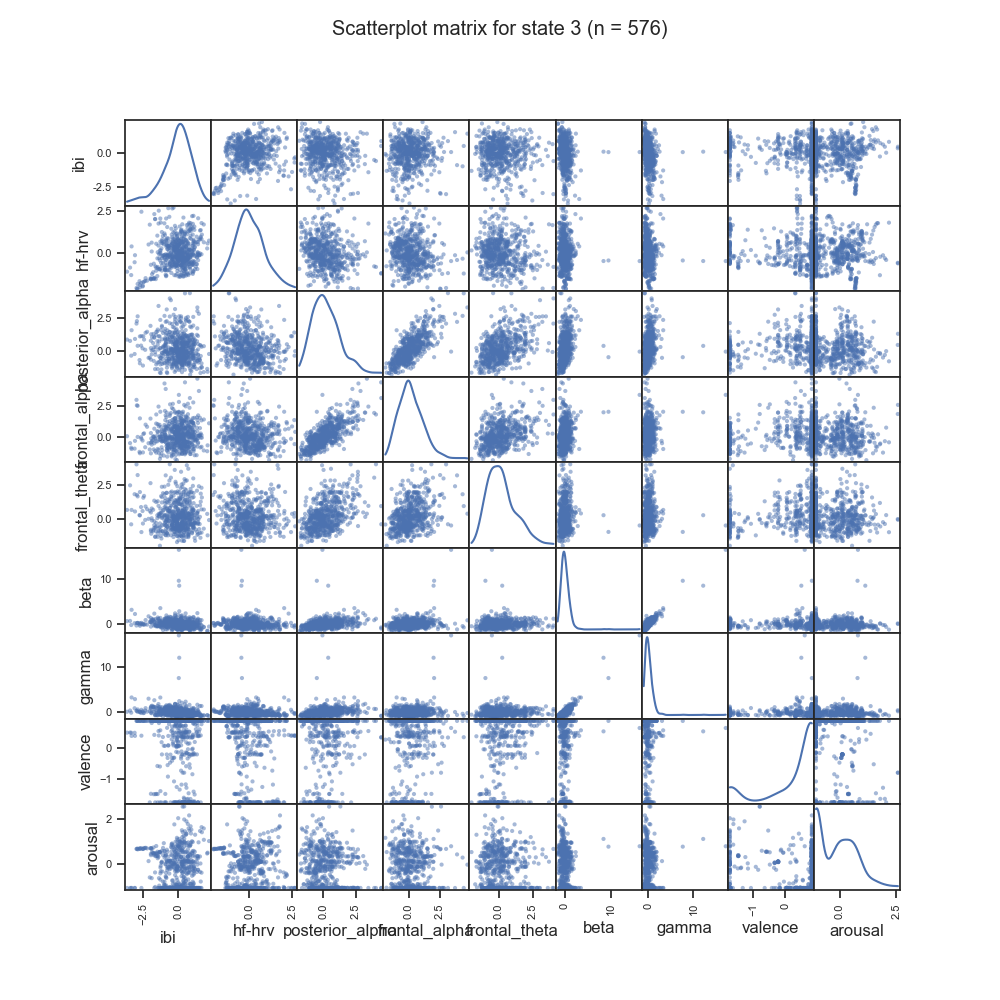 Scatterplot matrix for state 3 (n = 576)
ibi
0.0
−2.5
hf-hrv
2.5
0.0
posterior_alpha
2.5
0.0
frontal_alpha
2.5
0.0
frontal_theta
2.5
0.0
beta
10
0
gamma
10
0
valence
0
−1
arousal
2
0
−2.5 0.0 0.0 2.5 0.0 2.5 0.0 2.5 0.0 2.5 0 10 0 10 −1 0 0.0 2.5
ibi hf-hrv posterior_alpha frontal_alpha frontal_theta beta gamma valence arousal